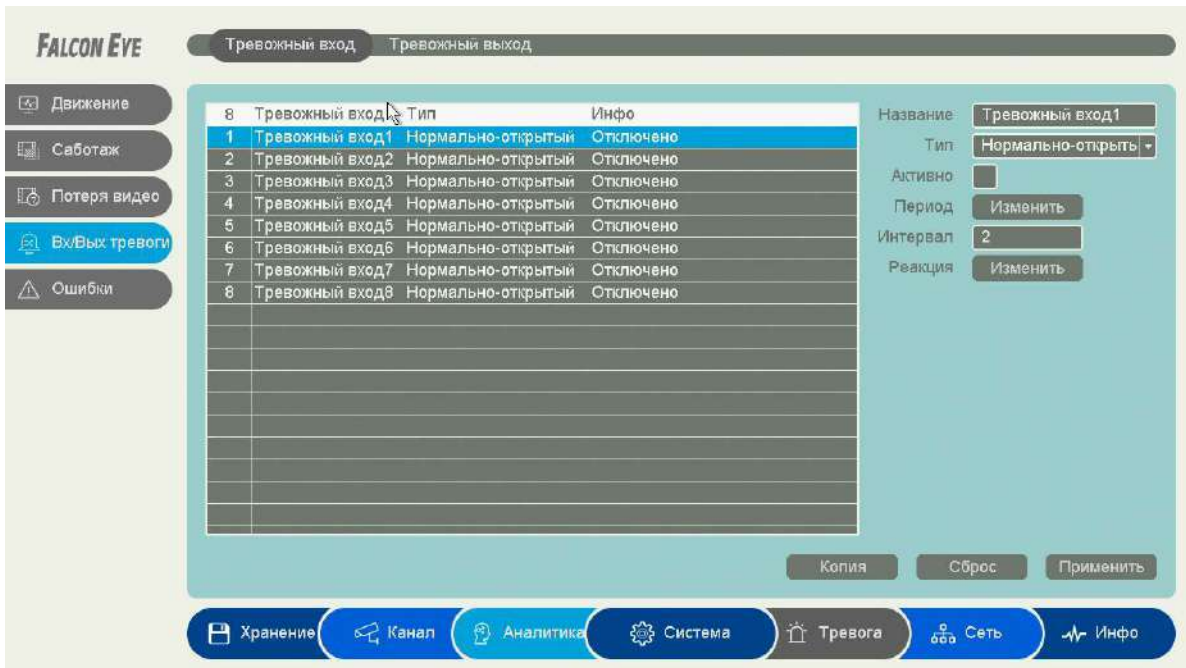 FALCON EYE
Тревожный вход Тревожный выход
Движение
Саботаж
Потеря видео
Вх/Вых тревоги
Ошибки
8 Тревожный вход Тип Инфо
1 Тревожный вход1 Нормально-открытый Отключено
2 Тревожный вход2 Нормально-открытый Отключено
3 Тревожный вход3 Нормально-открытый Отключено
4 Тревожный вход4 Нормально-открытый Отключено
5 Тревожный вход5 Нормально-открытый Отключено
6 Тревожный вход6 Нормально-открытый Отключено
7 Тревожный вход7 Нормально-открытый Отключено
8 Тревожный вход8 Нормально-открытый Отключено
Название Тревожный вход1
Тип Нормально-открыть
Активно
Период Изменить
Интервал 2
Реакция Изменить
Копия Сброс Применить
Хранение Канал Аналитика Система Тревога Сеть Инфо